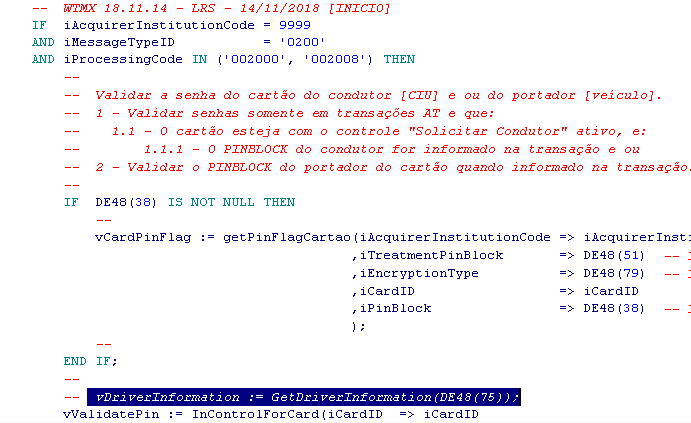 -- WTMX 18.11.14 - LRS - 14/11/2018 [INICIO]
IF iAcquirerInstitutionCode = 9999
AND iMessageTypeID = '0200'
AND iProcessingCode IN ('002000', '002008') THEN
--
-- Validar a senha do cartão do condutor [CIU] e ou do portador [veículo].
-- 1 - Validar senhas somente em transações AT e que:
-- 1.1 - O cartão esteja com o controle "Solicitar Condutor" ativo, e:
-- 1.1.1 - O PINBLOCK do condutor for informado na transação e ou
-- 2 - Validar o PINBLOCK do portador do cartão quando informado na transação.
--
IF DE48(38) IS NOT NULL THEN
--
vCardPinFlag := getPinFlagCartao(iAcquirerInstitutionCode => iAcquirerInsti
,iTreatmentPinBlock => DE48(51) --
,iEncryptionType => DE48(79) --
,iCardID => iCardID
,iPinBlock => DE48(38) --
);
--
END IF;
--
-- vDriverInformation := GetDriverInformation(DE48(75));
vValidatePin := InControlForCard(iCardID => iCardID